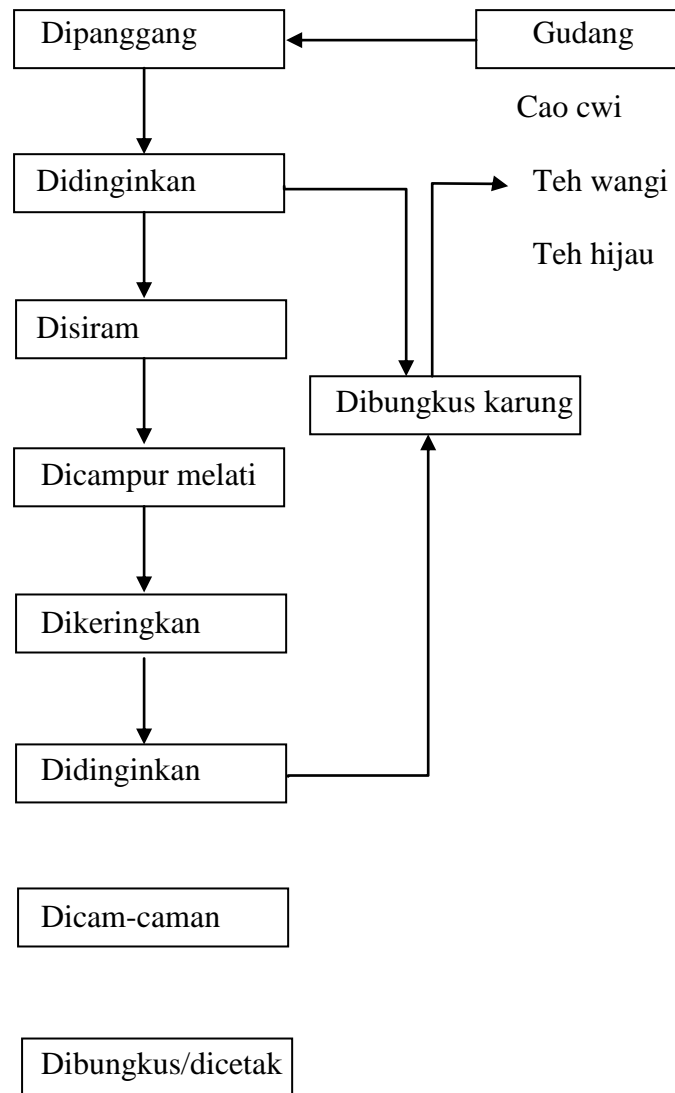 Dipanggang
Gudang
Cao cwi
Didinginkan
Teh wangi
Teh hijau
Disiram
Dibungkus karung
Dicampur melati
Dikeringkan
Didinginkan
Dicam-caman
Dibungkus/dicetak